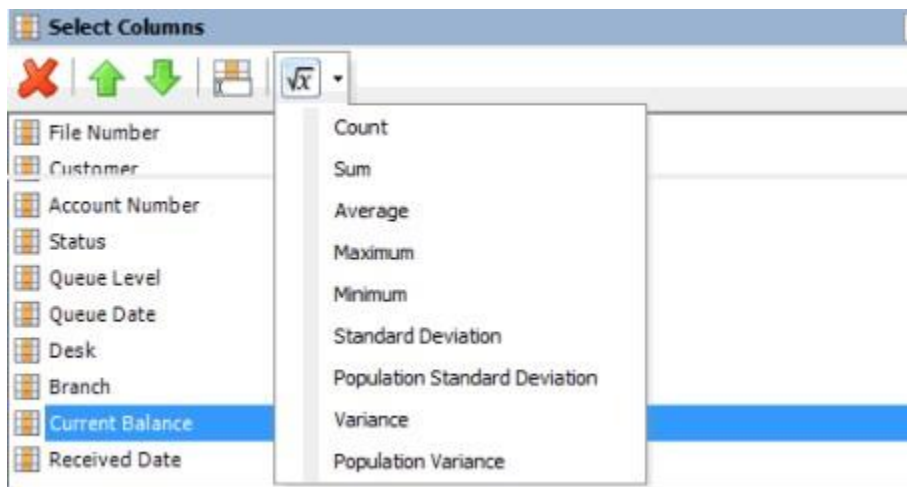 Select Columns
√x
File Number
Customer
Account Number
Status
Queue Level
Queue Date
Desk
Branch
Current Balance
Received Date
Count
Sum
Average
Maximum
Minimum
Standard Deviation
Population Standard Deviation
Variance
Population Variance